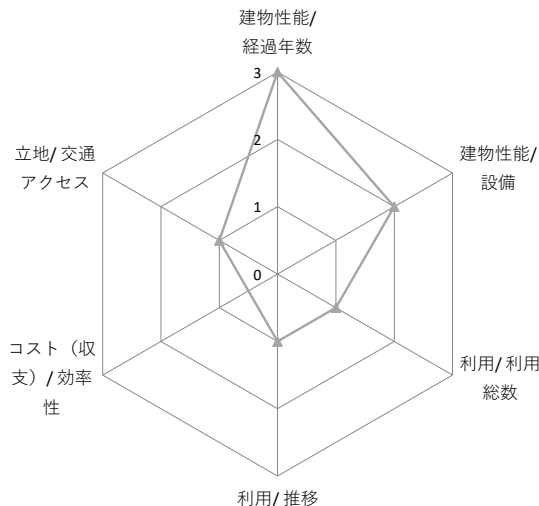 建物性能/
経過年数
3
立地/ 交通
アクセス
2
建物性能/
設備
1
0
コスト（収
支）/ 効率
性
利用/ 利用
総数
利用/ 推移